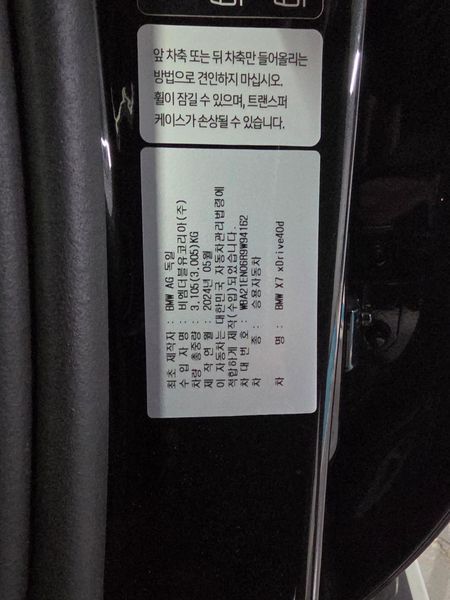 앞 차축 또는 뒤 차축만 들어올리는
방법으로 견인하지 마십시오.
휠이 잠길 수 있으며, 트랜스퍼
케이스가 손상될 수 있습니다.
최초 제작자 : BMW AG 독일
수입자명 : 비엠더블유코리아(주)
차량 총중량 : 3,105(3,005)KG
제작연월 : 2024년 05월
이 자동차는 대한민국 자동차관리법령에
적합하게 제작(수입)되었습니다.
차대번호 : WBA21EN06R9W94162
차종 : 승용자동차
차명 : BMW X7 xDrive40d